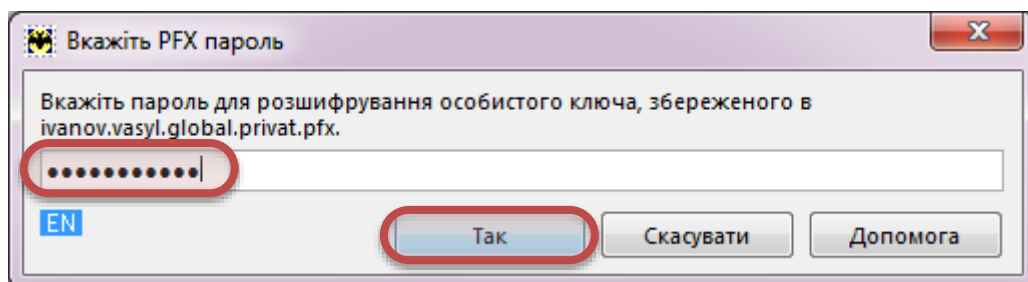 Вкажіть PFX пароль
Вкажіть пароль для розшифрування особистого ключа, збереженого в
ivanov.vasyl.global.privat.pfx.
•••••••••••
EN
Так
Скасувати
Допомога